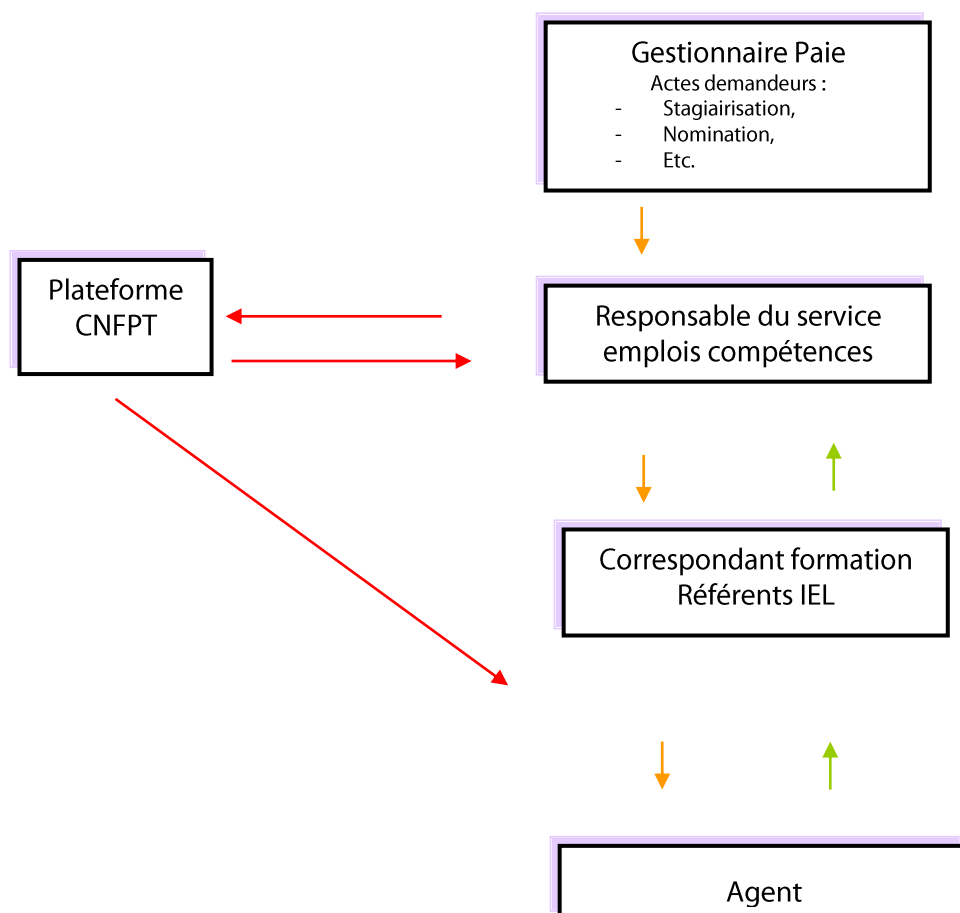 Gestionnaire Paie
Actes demandeurs :
- Stagiairisation,
- Nomination,
- Etc.
Plateforme
CNFPT
Responsable du service
emplois compétences
Correspondant formation
Référents IEL
Agent